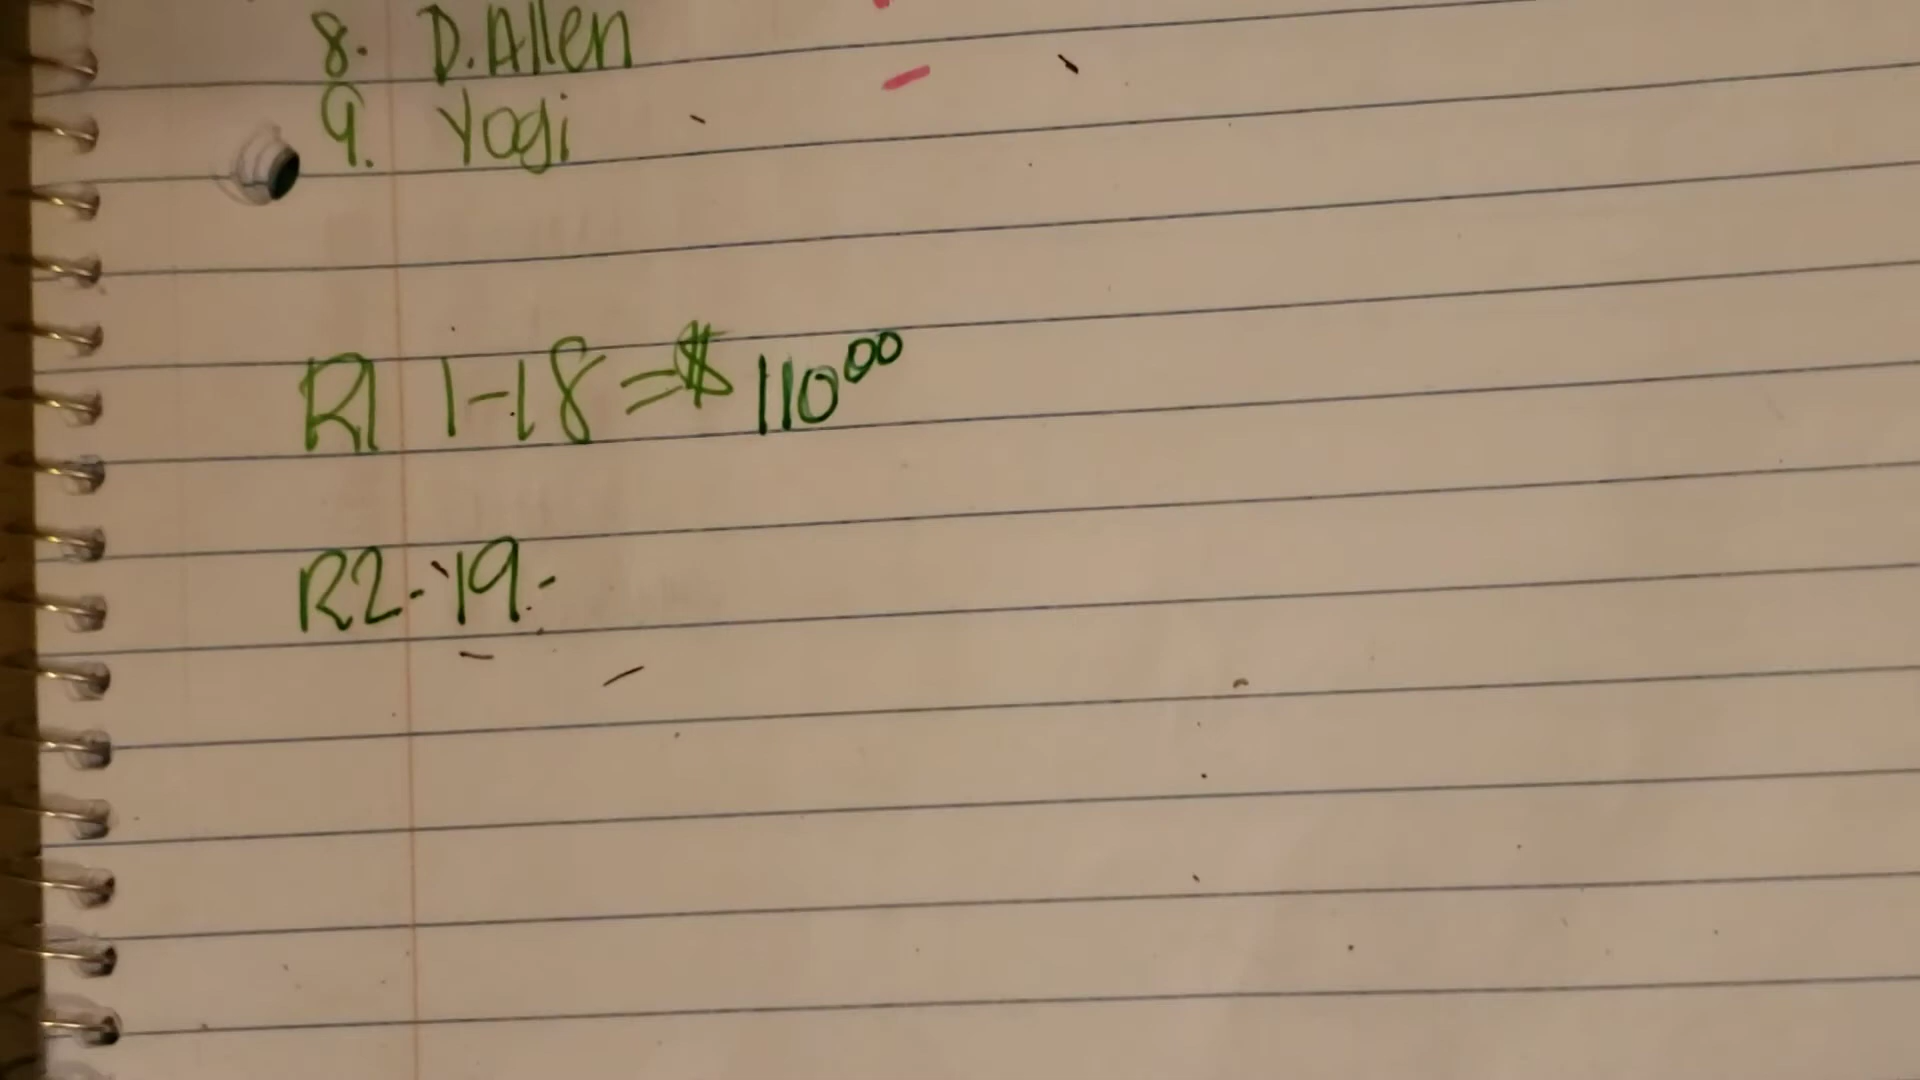 8. D. Allen
9. Yogi
R1 1-18 = $ 110⁰⁰
R2 - 19 -